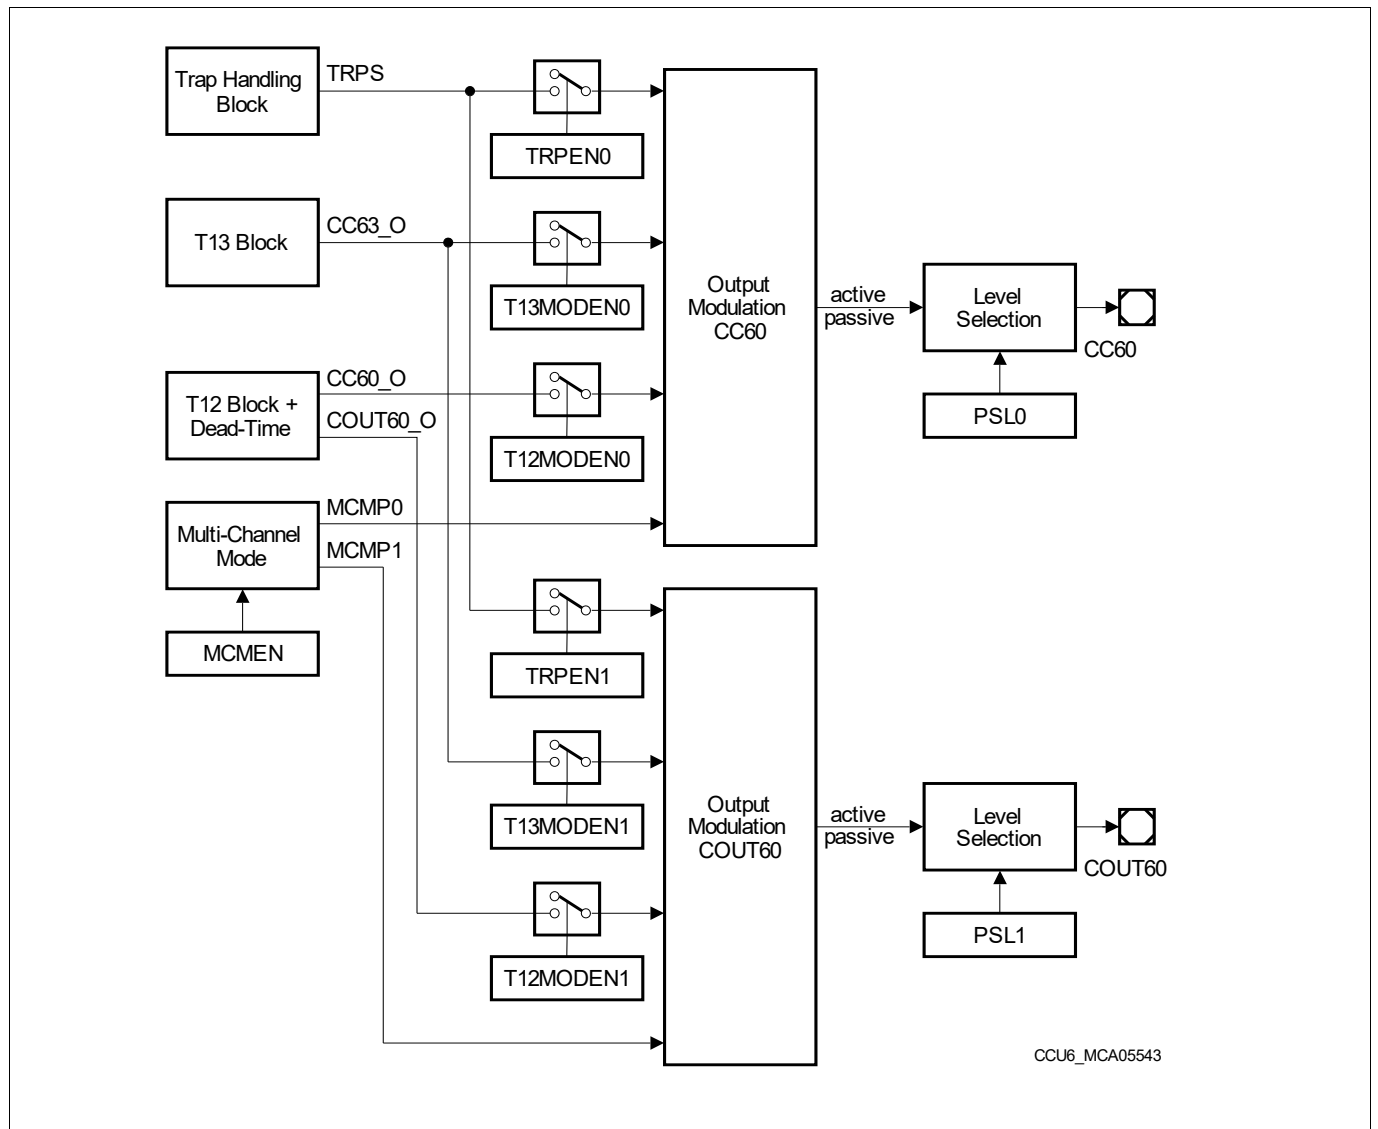 Trap Handling
Block
TRPS
TRPEN0
T13 Block
CC63_O
T13MODEN0
T12 Block +
Dead-Time
CC60_O
COUT60_O
T12MODEN0
Multi-Channel
Mode
MCMP0
MCMP1
MCMEN
Output
Modulation
CC60
active
passive
Level
Selection
CC60
PSL0
TRPEN1
T13MODEN1
T12MODEN1
Output
Modulation
COUT60
active
passive
Level
Selection
COUT60
PSL1
CCU6_MCA05543